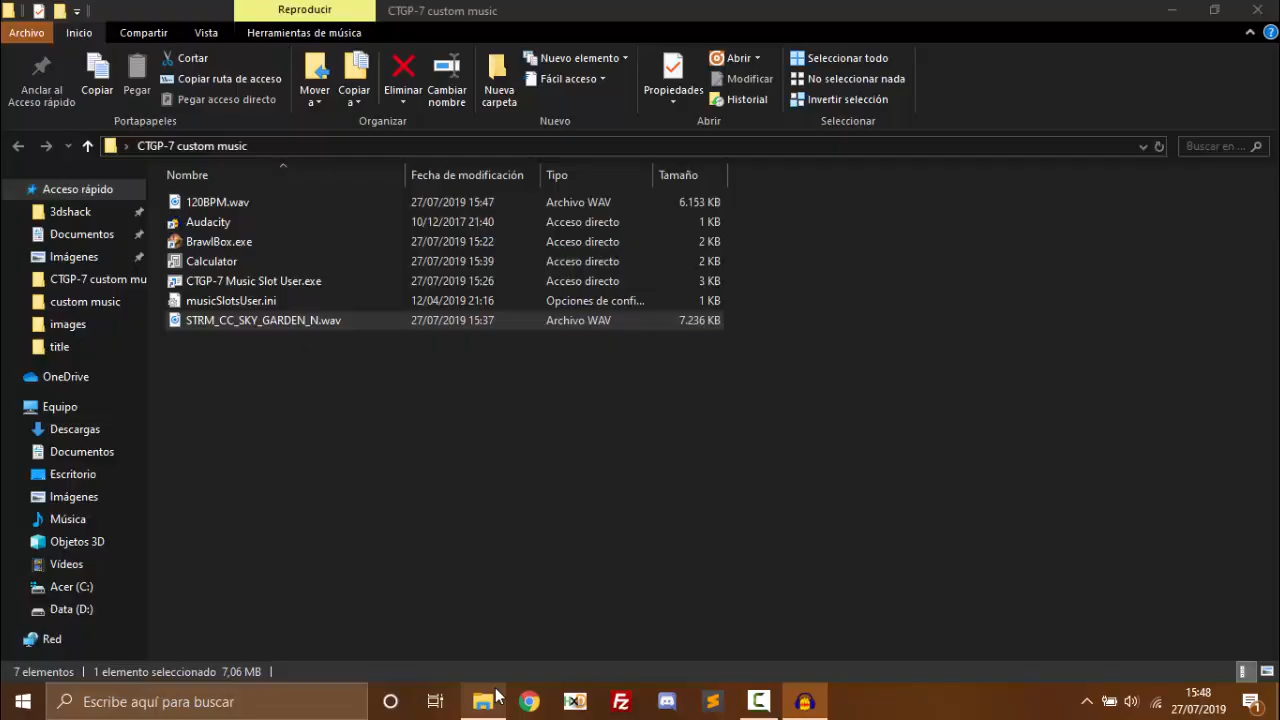 Reproducir
CTGP-7 custom music
Archivo
Inicio
Compartir
Vista
Herramientas de música
Anclar al
Acceso rápido
Copiar
Pegar
Cortar
Copiar ruta de acceso
Pegar acceso directo
Portapapeles
Mover
a
Copiar
a
Eliminar
Cambiar
nombre
Organizar
Nueva
carpeta
Nuevo elemento
Fácil acceso
Nuevo
Propiedades
Abrir
Modificar
Historial
Abrir
Seleccionar todo
No seleccionar nada
Invertir selección
Seleccionar
CTGP-7 custom music
Buscar en ...
Nombre Fecha de modificación Tipo Tamaño
120BPM.wav 27/07/2019 15:47 Archivo WAV 6.153 KB
Audacity 10/12/2017 21:40 Acceso directo 1 KB
BrawlBox.exe 27/07/2019 15:22 Acceso directo 2 KB
Calculator 27/07/2019 15:39 Acceso directo 2 KB
CTGP-7 Music Slot User.exe 27/07/2019 15:26 Acceso directo 3 KB
musicSlotsUser.ini 12/04/2019 21:16 Opciones de confi... 1 KB
STRM_CC_SKY_GARDEN_N.wav 27/07/2019 15:37 Archivo WAV 7.236 KB
Acceso rápido
3dshack
Documentos
Imágenes
CTGP-7 custom mu
custom music
images
title
OneDrive
Equipo
Descargas
Documentos
Escritorio
Imágenes
Música
Objetos 3D
Vídeos
Acer (C:)
Data (D:)
Red
7 elementos 1 elemento seleccionado 7,06 MB
Escribe aquí para buscar
15:48
27/07/2019